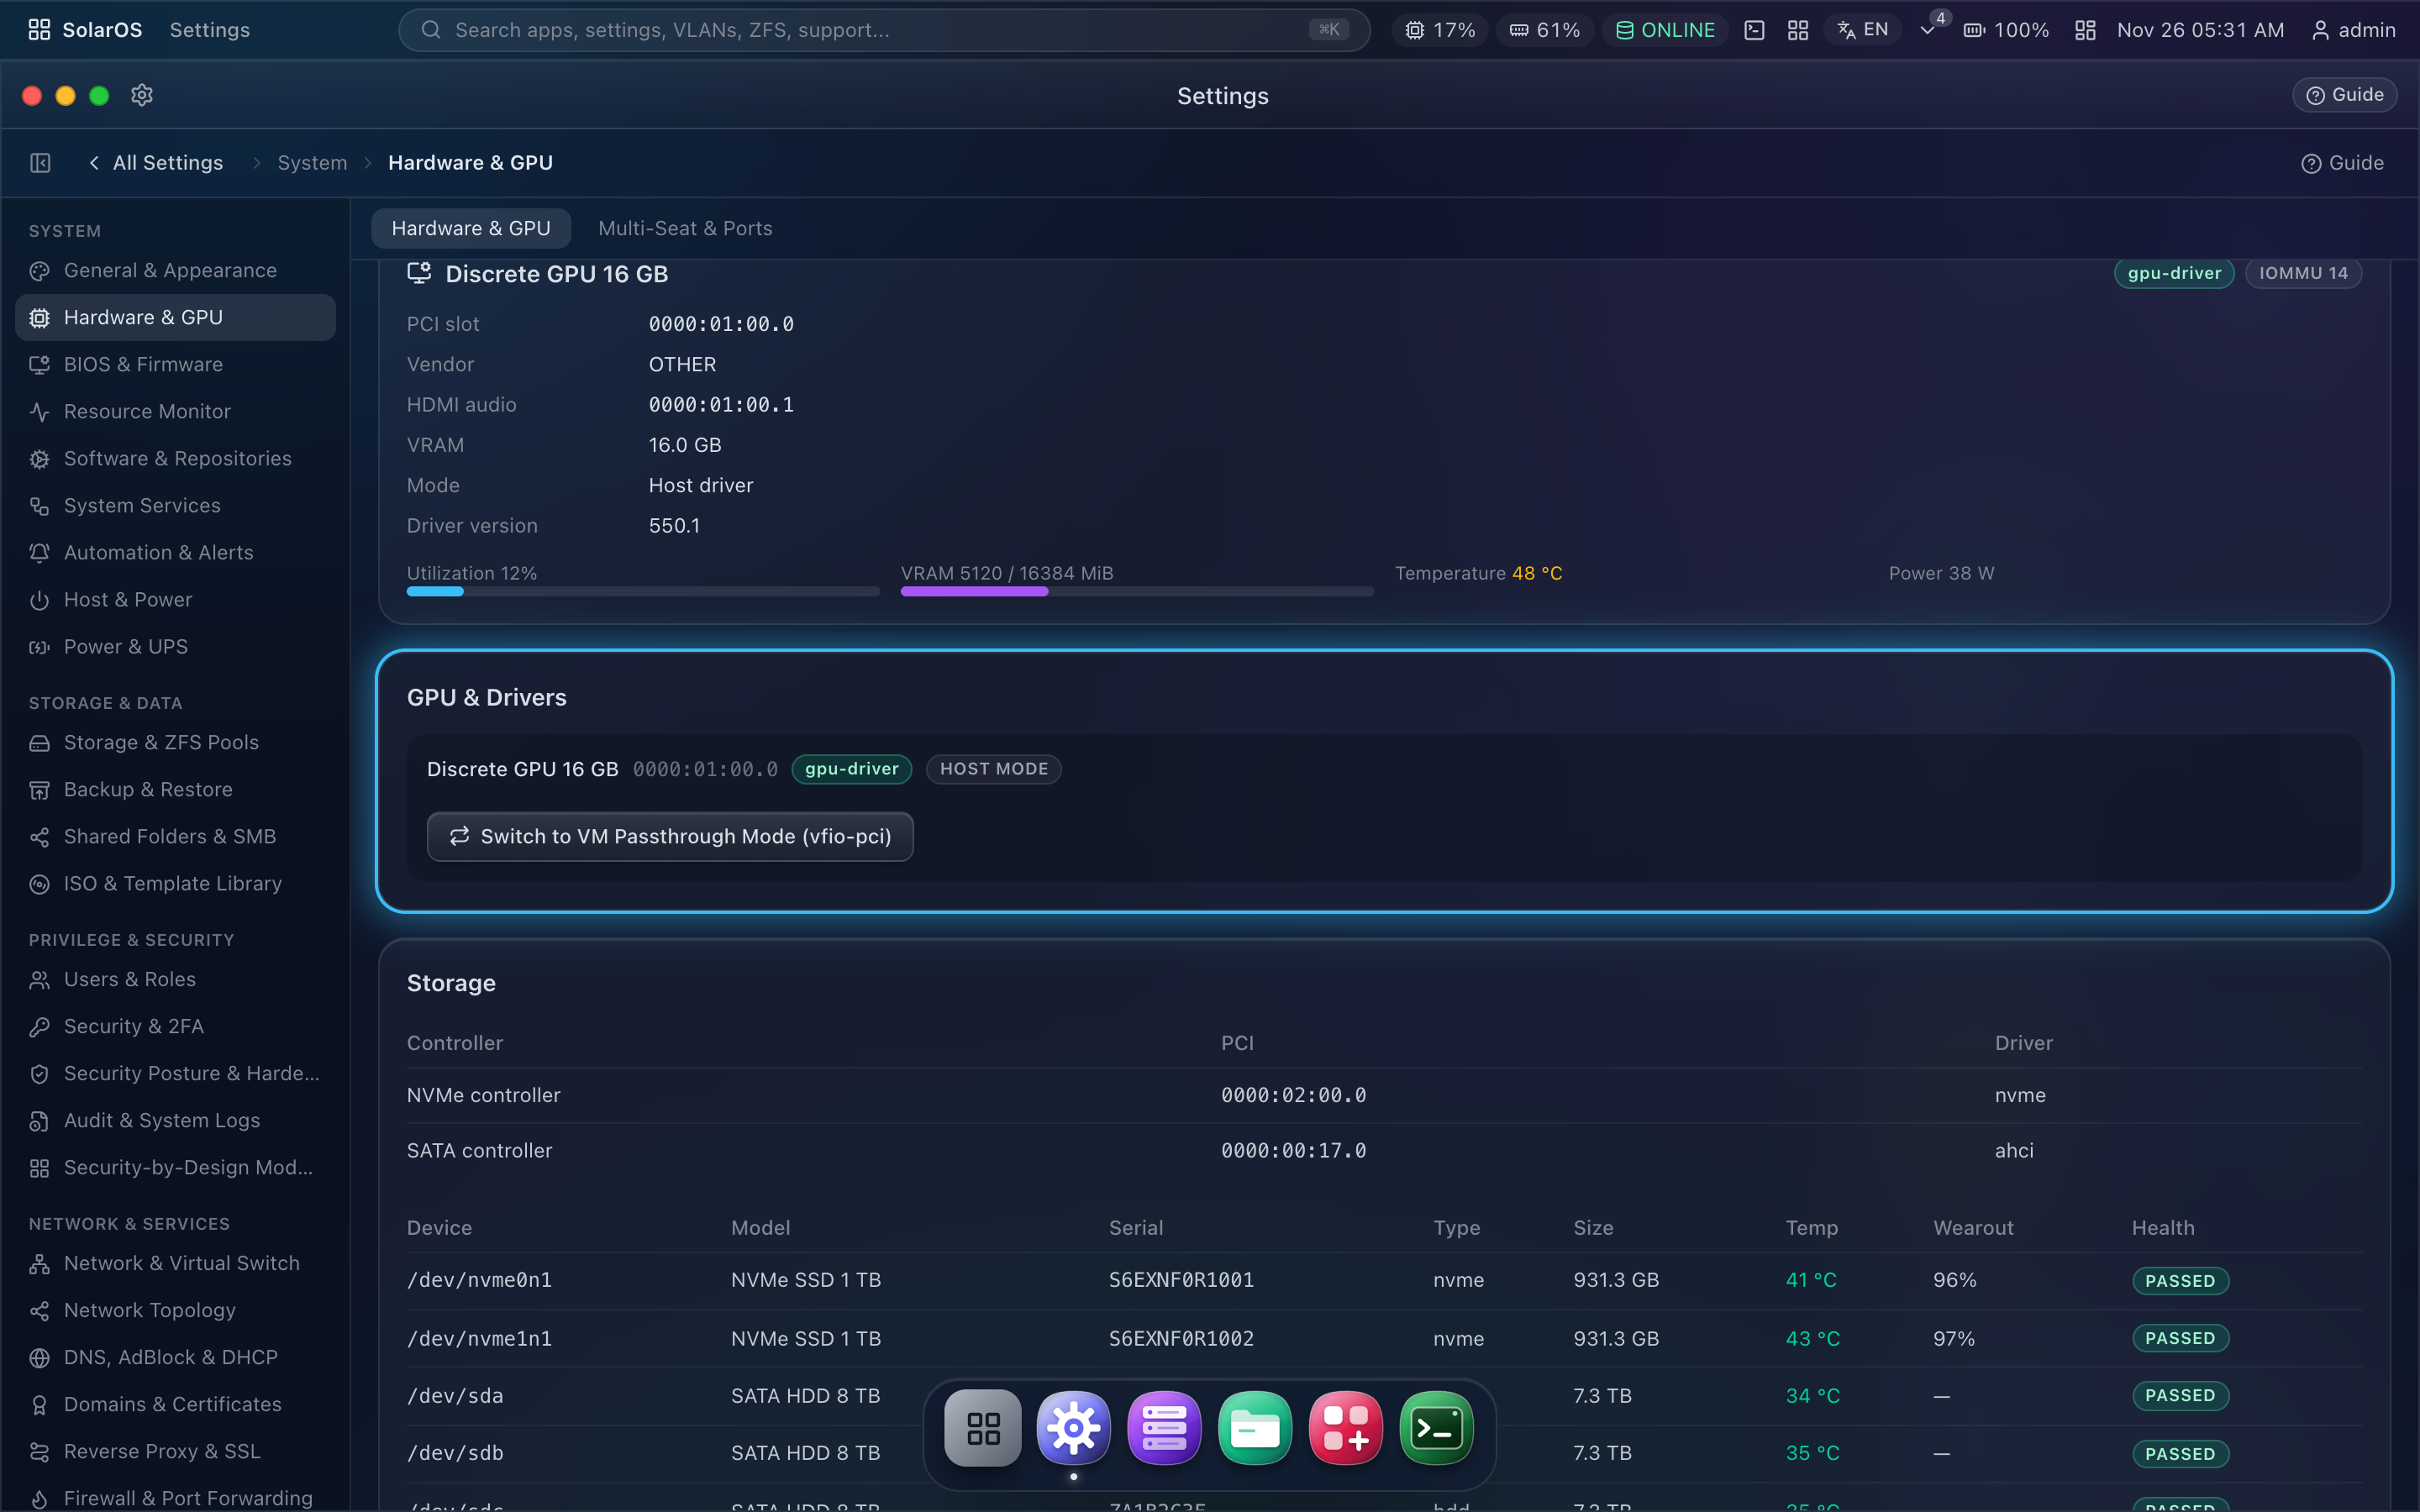 SolarOS Settings Search apps, settings, VLANs, ZFS, support... ⌘K 17% 61% ONLINE EN 4 100% Nov 26 05:31 AM admin
Settings Guide
All Settings System Hardware & GPU Guide
SYSTEM
General & Appearance
Hardware & GPU
BIOS & Firmware
Resource Monitor
Software & Repositories
System Services
Automation & Alerts
Host & Power
Power & UPS
STORAGE & DATA
Storage & ZFS Pools
Backup & Restore
Shared Folders & SMB
ISO & Template Library
PRIVILEGE & SECURITY
Users & Roles
Security & 2FA
Security Posture & Harde...
Audit & System Logs
Security-by-Design Mod...
NETWORK & SERVICES
Network & Virtual Switch
Network Topology
DNS, AdBlock & DHCP
Domains & Certificates
Reverse Proxy & SSL
Firewall & Port Forwarding
Hardware & GPU Multi-Seat & Ports
Discrete GPU 16 GB gpu-driver IOMMU 14
PCI slot 0000:01:00.0
Vendor OTHER
HDMI audio 0000:01:00.1
VRAM 16.0 GB
Mode Host driver
Driver version 550.1
Utilization 12% VRAM 5120 / 16384 MiB Temperature 48 °C Power 38 W
GPU & Drivers
Discrete GPU 16 GB 0000:01:00.0 gpu-driver HOST MODE
Switch to VM Passthrough Mode (vfio-pci)
Storage
Controller PCI Driver
NVMe controller 0000:02:00.0 nvme
SATA controller 0000:00:17.0 ahci
Device Model Serial Type Size Temp Wearout Health
/dev/nvme0n1 NVMe SSD 1 TB S6EXNF0R1001 nvme 931.3 GB 41 °C 96% PASSED
/dev/nvme1n1 NVMe SSD 1 TB S6EXNF0R1002 nvme 931.3 GB 43 °C 97% PASSED
/dev/sda SATA HDD 8 TB 7.3 TB 34 °C — PASSED
/dev/sdb SATA HDD 8 TB 7.3 TB 35 °C — PASSED
/dev/sdc SATA HDD 8 TB hdd 7.3 TB 35 °C PASSED